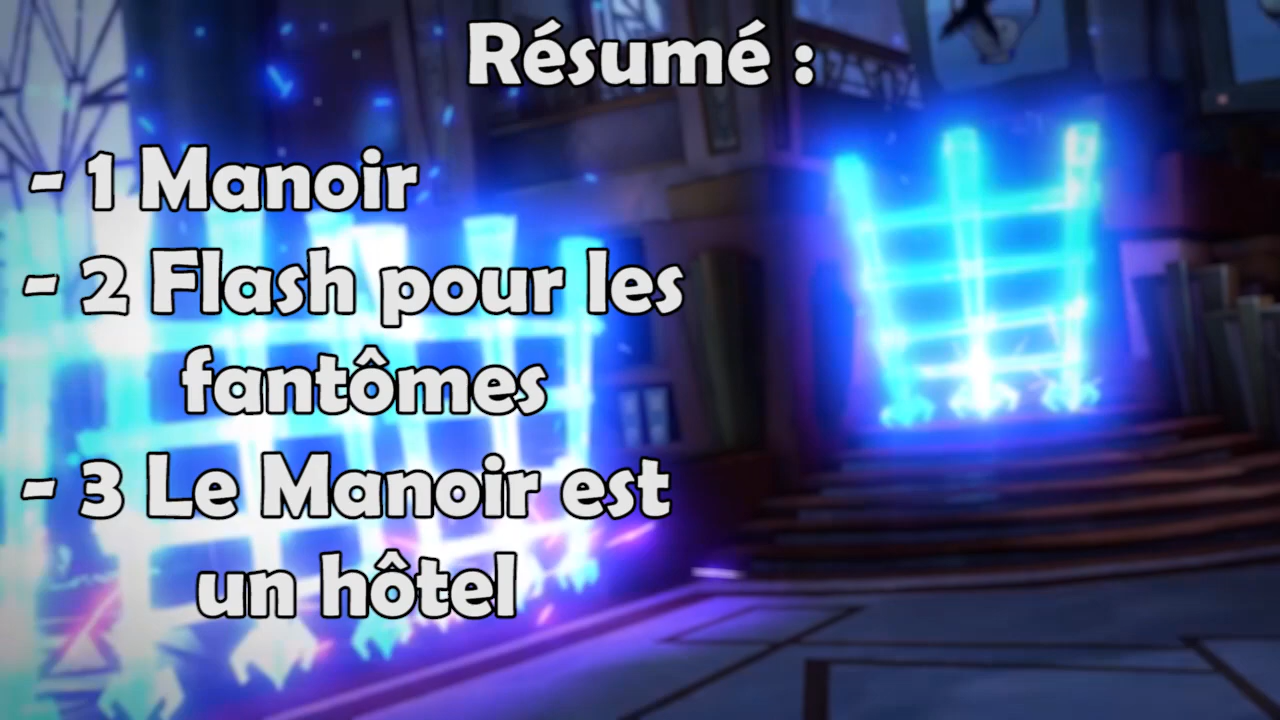 Résumé :
- 1 Manoir
- 2 Flash pour les
fantômes
- 3 Le Manoir est
un hôtel